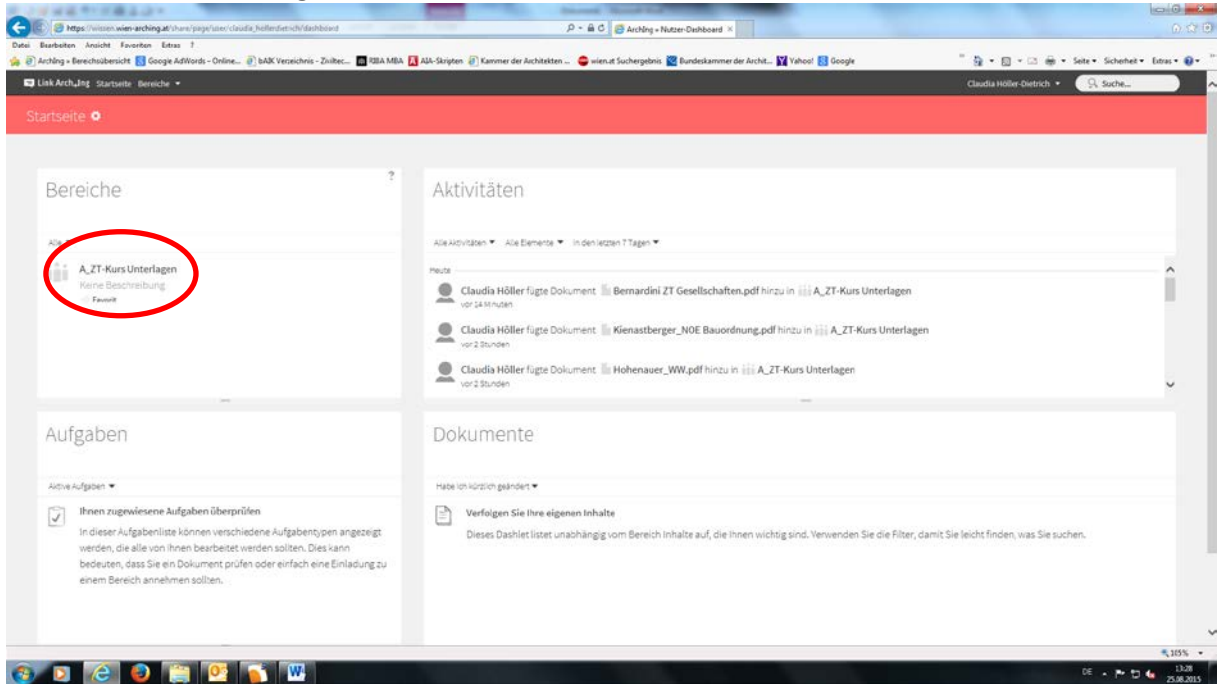 https://wissen.wien-arching.at/share/page/user/claudia_hollerdietrich/dashboard
ArchIng » Nutzer-Dashboard
Datei Bearbeiten Ansicht Favoriten Extras ?
ArchIng » Bereichsübersicht Google AdWords - Online... bAIK Verzeichnis - Ziviltec... RIBA MBA AIA-Skripten Kammer der Architekten ... wien.at Suchergebnis Bundeskammer der Archit... Yahoo! Google Seite Sicherheit Extras
Link Arch+Ing Startseite Bereiche Claudia Höller-Dietrich Suche...
Startseite
Bereiche ?
Alle
A_ZT-Kurs Unterlagen
Keine Beschreibung
Favorit
Aktivitäten
Alle Aktivitäten Alle Elemente in den letzten 7 Tagen
Heute
Claudia Höller fügte Dokument Bernardini ZT Gesellschaften.pdf hinzu in A_ZT-Kurs Unterlagen
vor 14 Minuten
Claudia Höller fügte Dokument Kienastberger_NOE Bauordnung.pdf hinzu in A_ZT-Kurs Unterlagen
vor 2 Stunden
Claudia Höller fügte Dokument Hohenauer_WW.pdf hinzu in A_ZT-Kurs Unterlagen
vor 2 Stunden
Aufgaben
Aktive Aufgaben
Ihnen zugewiesene Aufgaben überprüfen
In dieser Aufgabenliste können verschiedene Aufgabentypen angezeigt
werden, die alle von Ihnen bearbeitet werden sollten. Dies kann
bedeuten, dass Sie ein Dokument prüfen oder einfach eine Einladung zu
einem Bereich annehmen sollten.
Dokumente
Habe ich kürzlich geändert
Verfolgen Sie Ihre eigenen Inhalte
Dieses Dashlet listet unabhängig vom Bereich Inhalte auf, die Ihnen wichtig sind. Verwenden Sie die Filter, damit Sie leicht finden, was Sie suchen.
105%
DE 13:28
25.08.2015